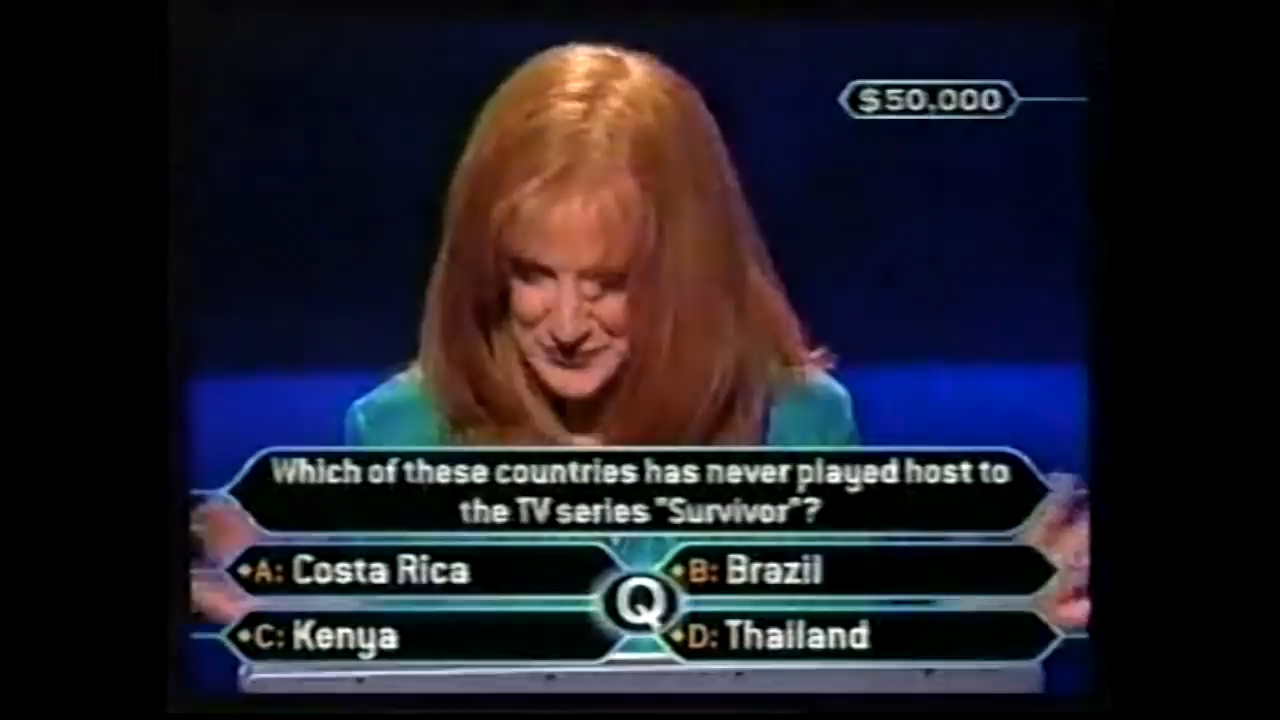 $50,000
Which of these countries has never played host to
the TV series "Survivor"?
A: Costa Rica
B: Brazil
Q
C: Kenya
D: Thailand